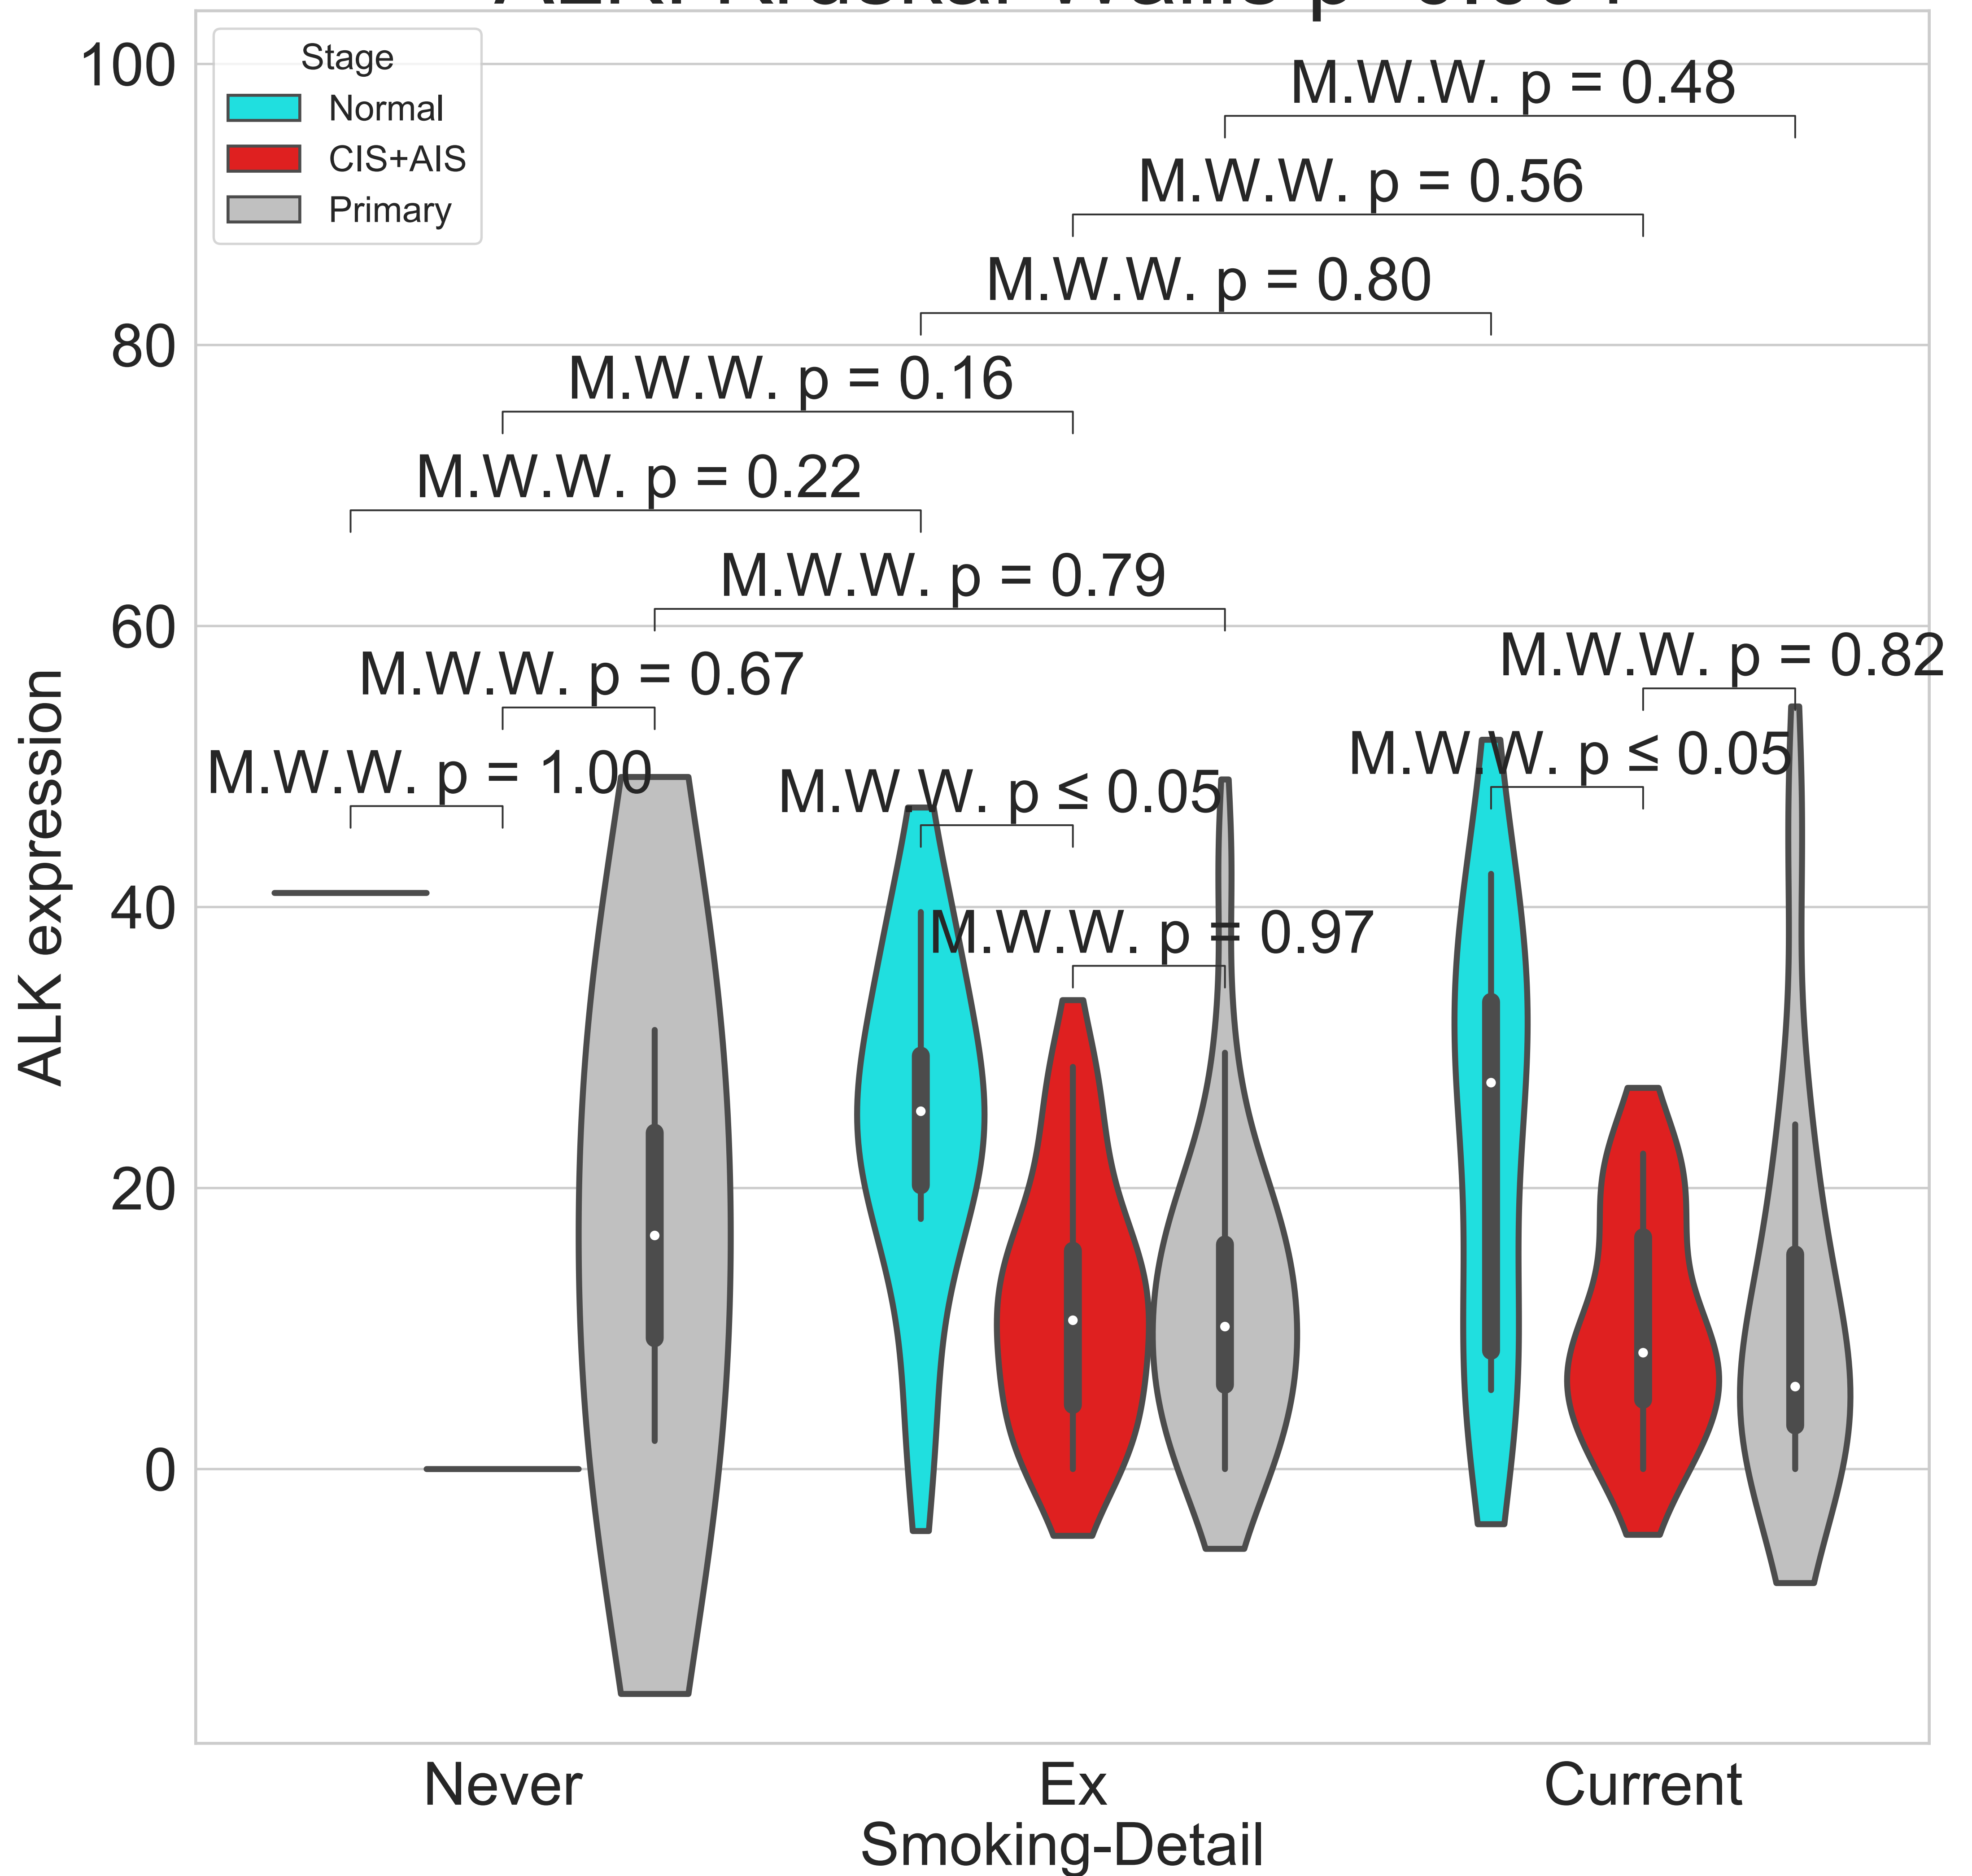 100
80
60
40
20
0
ALK expression
Stage
Normal
CIS+AIS
Primary
M.W.W. p = 0.48
M.W.W. p = 0.56
M.W.W. p = 0.80
M.W.W. p = 0.16
M.W.W. p = 0.22
M.W.W. p = 0.79
M.W.W. p = 0.67
M.W.W. p = 0.82
M.W.W. p = 1.00
M.W.W. p ≤ 0.05
M.W.W. p ≤ 0.05
M.W.W. p = 0.97
Never
Ex
Current
Smoking-Detail